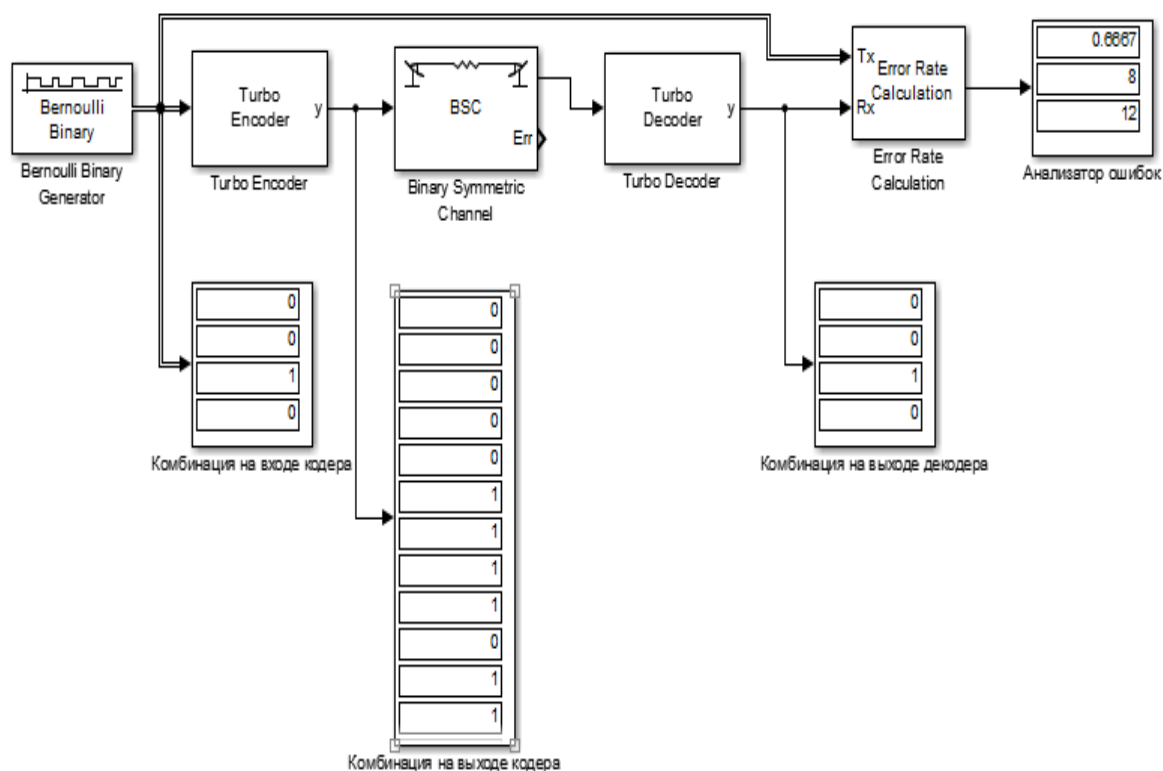 Bernoulli
Binary
Bernoulli Binary
Generator
Turbo
Encoder
y
Turbo Encoder
BSC
Err
Binary Symmetric
Channel
Turbo
Decoder
y
Turbo Decoder
Tx
Rx
Error Rate
Calculation
Error Rate
Calculation
0.6667
8
12
Анализатор ошибок
0
0
1
0
Комбинация на входе кодера
0
0
0
0
0
1
1
1
1
0
1
1
Комбинация на выходе кодера
0
0
1
0
Комбинация на выходе декодера